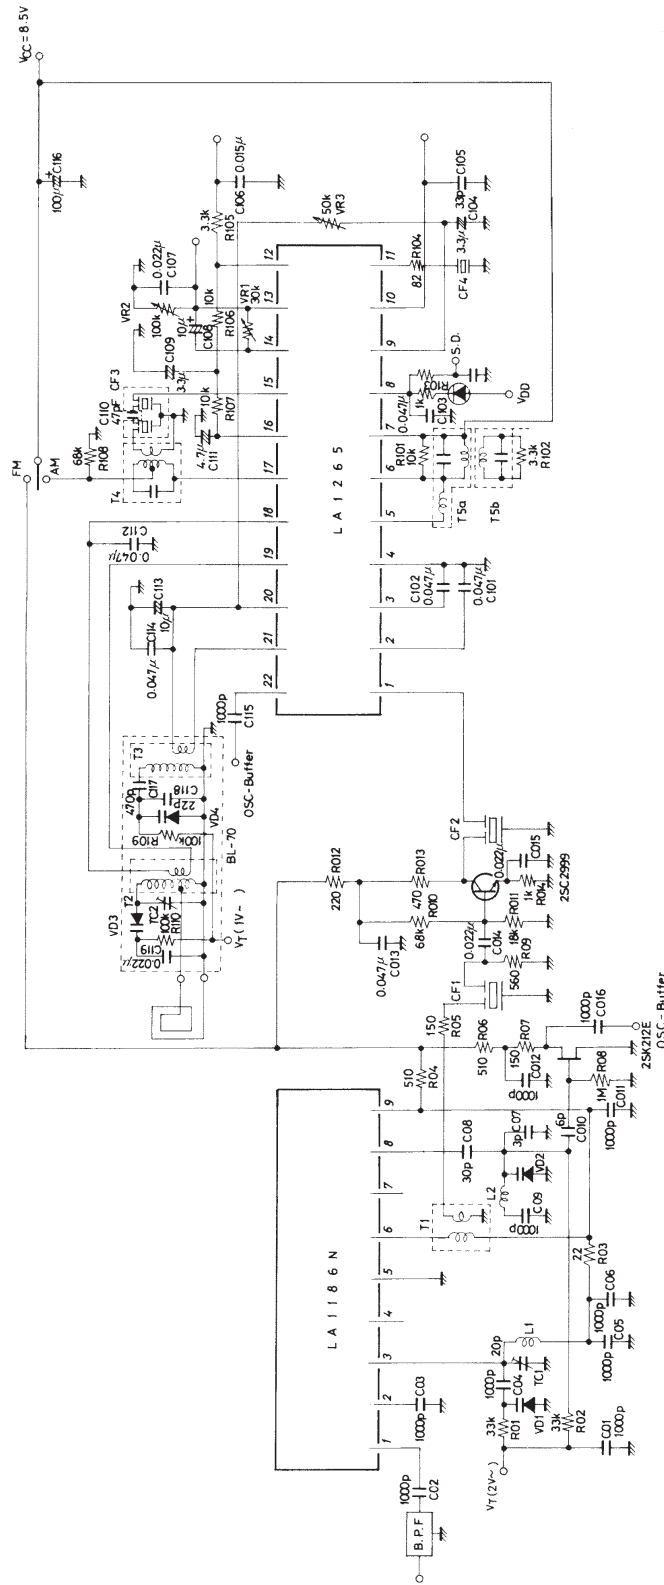 VCC = 8.5V
100μ C116
FM
AM
68k R108
T4
C110 47pF
CF3
VR2 100k
0.022μ C107
C109 3.3μ
10μ C108
R106 10k
VR1 30k
10k R107
4.7μ C111
3.3k R105
C106 0.015μ
50k VR3
C112 0.047μ
C113 10μ
C114 0.047μ
1000p C115
OSC-Buffer
T3
470p C117
C118 22p
VD4
R109 100k
BL-70
VD3
T2
TC2
100k R110
C119 0.022μ
VT (1V~)
22 21 20 19 18 17 16 15 14 13 12
LA1265
1 2 3 4 5 6 7 8 9 10 11
C102 0.047μ
0.047μ C101
R101 10k
T5a
T5b
3.3k R102
0.047μ C103
1k R103
S.D.
VDD
82 R104
CF4
3.3μ C104
33p C105
CF2
0.022μ C015
1k R014
2SC2999
220 R012
470 R013
68k R010
0.047μ C013
0.022μ C014
18k R011
560 R09
CF1
150 R05
510 R04
510 R06
150 R07
1000p C012
1000p C016
2SK212E
OSC-Buffer
1M R08
1000p C011
6p C010
LA1186N
1 2 3 4 5 6 7 8 9
30p C08
3p C07
VD2
L2
1000p C09
T1
22 R03
1000p C06
1000p C05
L1
20p TC1
1000p C04
VD1
33k R01
33k R02
C01 1000p
VT (2V~)
1000p C03
1000p C02
B.P.F